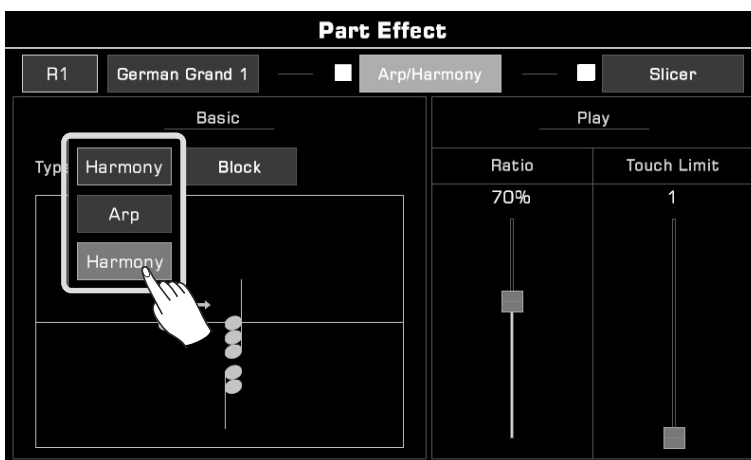 Part Effect
R1 German Grand 1 Arp/Harmony Slicer
Basic
Play
Type Harmony Block
Arp
Harmony
Ratio Touch Limit
70% 1